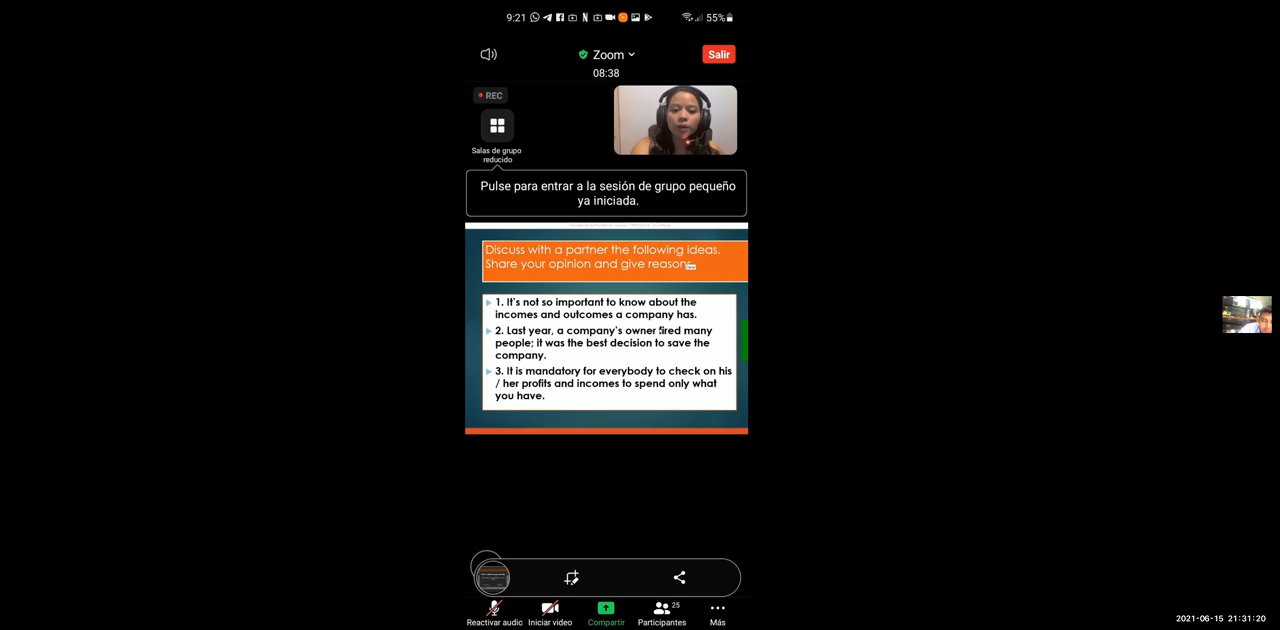 9:21
55%
Zoom
Salir
08:38
REC
Salas de grupo
reducido
Pulse para entrar a la sesión de grupo pequeño
ya iniciada.
Discuss with a partner the following ideas.
Share your opinion and give reasons
1. It's not so important to know about the
incomes and outcomes a company has.
2. Last year, a company's owner fired many
people; it was the best decision to save the
company.
3. It is mandatory for everybody to check on his
/ her profits and incomes to spend only what
you have.
25
Reactivar audio
Iniciar video
Compartir
Participantes
Más
2021-06-15 21:31:20